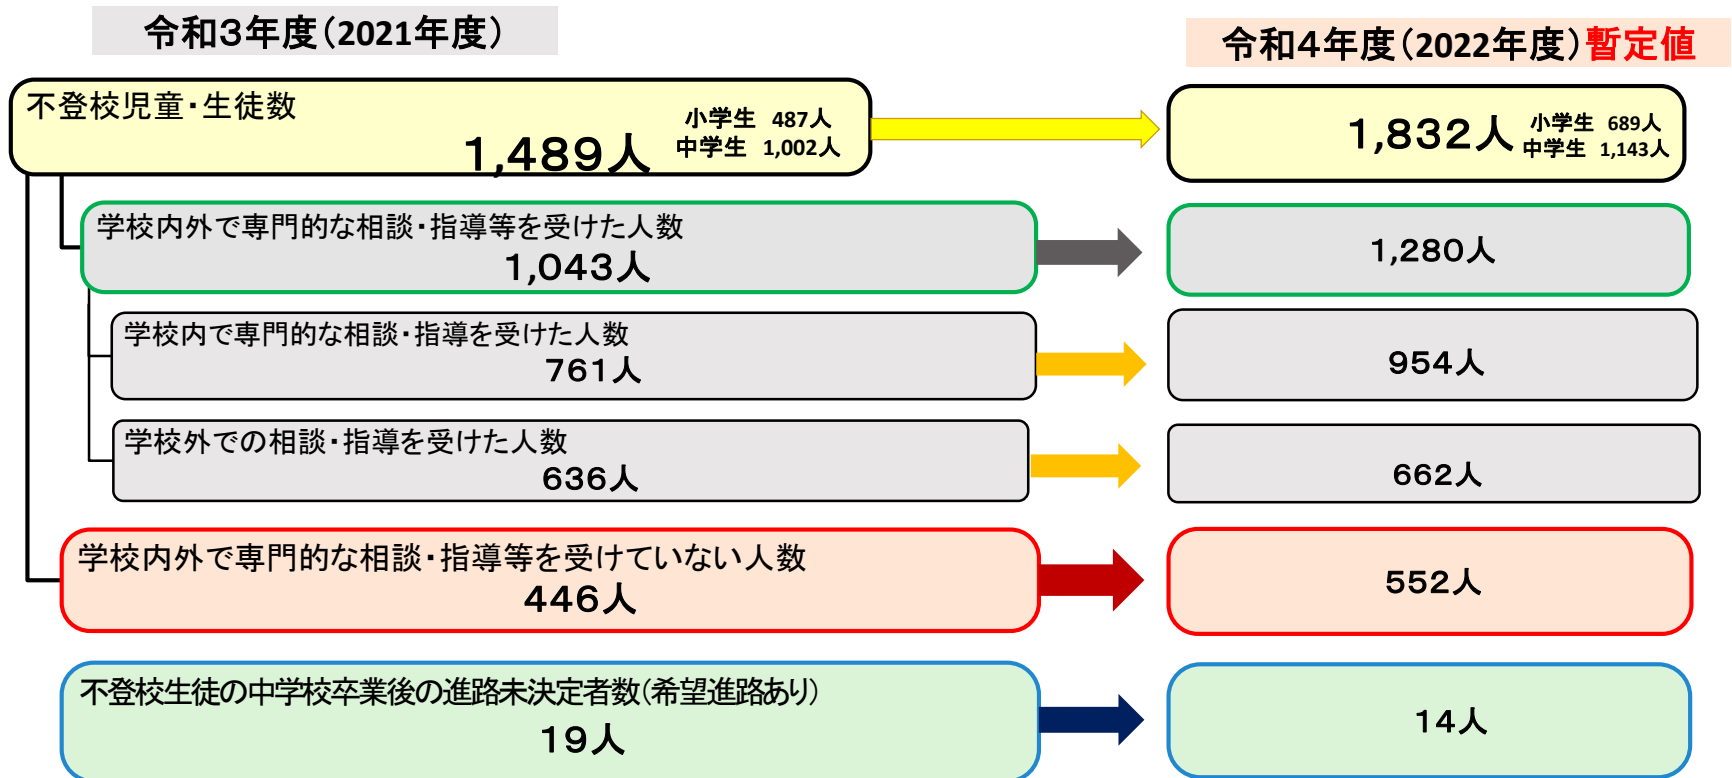 令和3年度(2021年度)
令和4年度(2022年度)暫定値
不登校児童・生徒数
1,489人
小学生 487人
中学生 1,002人
1,832人
小学生 689人
中学生 1,143人
学校内外で専門的な相談・指導等を受けた人数
1,043人
1,280人
学校内で専門的な相談・指導を受けた人数
761人
954人
学校外での相談・指導を受けた人数
636人
662人
学校内外で専門的な相談・指導等を受けていない人数
446人
552人
不登校生徒の中学校卒業後の進路未決定者数(希望進路あり)
19人
14人